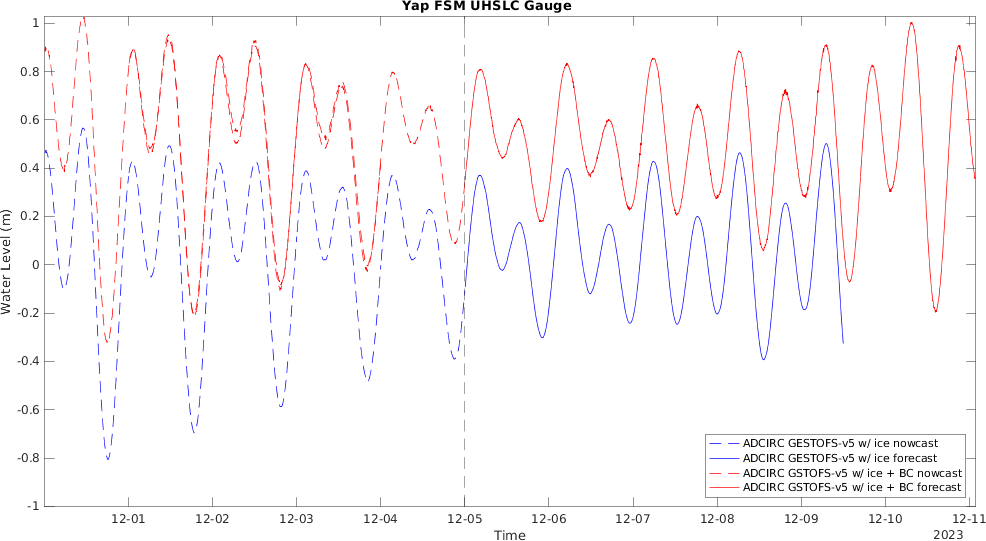 Yap FSM UHSLC Gauge
1
0.8
0.6
0.4
0.2
0
-0.2
-0.4
-0.6
-0.8
-1
Water Level (m)
ADCIRC GESTOFS-v5 w/ ice nowcast
ADCIRC GESTOFS-v5 w/ ice forecast
ADCIRC GSTOFS-v5 w/ ice + BC nowcast
ADCIRC GSTOFS-v5 w/ ice + BC forecast
12-01 12-02 12-03 12-04 12-05 12-06 12-07 12-08 12-09 12-10 12-11
Time
2023